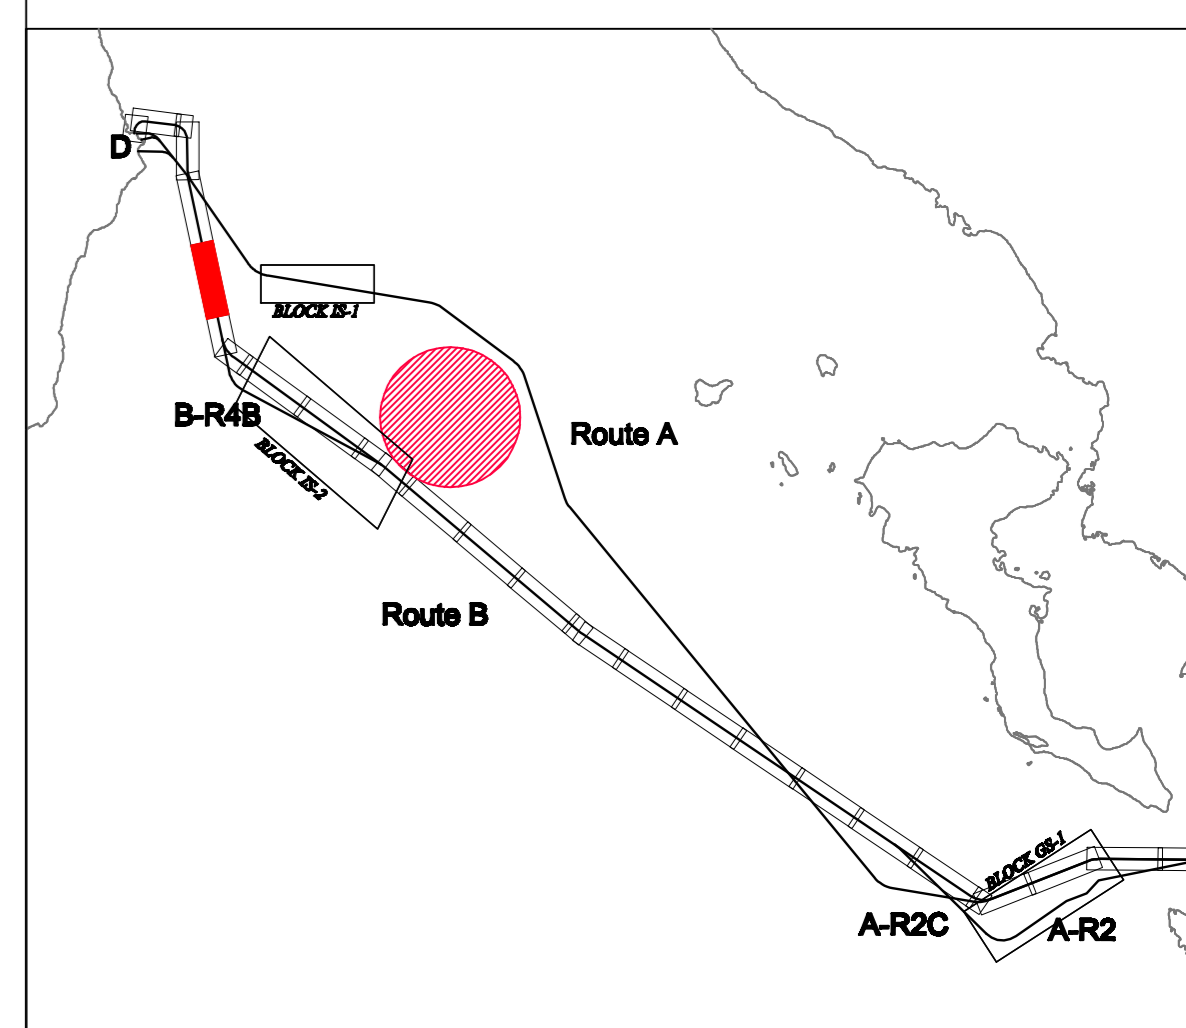 D
BLOCK IS-1
B-R4B
Route A
BLOCK IS-2
Route B
BLOCK GS-1
A-R2C
A-R2